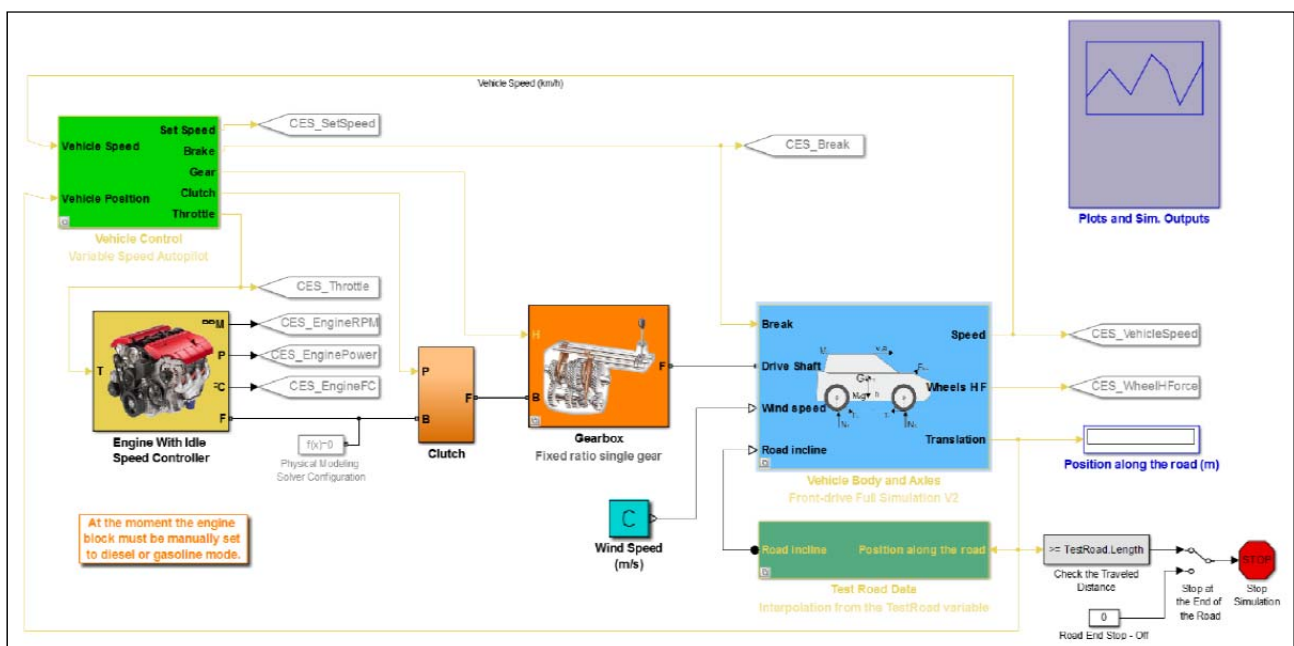 Vehicle Speed (km/h)
Set Speed
CES_SetSpeed
Vehicle Speed
Brake
CES_Break
Gear
Vehicle Position
Clutch
Throttle
Vehicle Control
Variable Speed Autopilot
Plots and Sim. Outputs
CES_Throttle
CES_EngineRPM
T
P
CES_EnginePower
CES_EngineFC
F
Engine With Idle
Speed Controller
f(x)=0
Physical Modeling
Solver Configuration
P
F
B
Clutch
H
F
B
Gearbox
Fixed ratio single gear
Break
Speed
CES_VehicleSpeed
Drive Shaft
Wheels HF
CES_WheelHForce
Wind speed
Translation
Road incline
Position along the road (m)
Vehicle Body and Axles
Front-drive Full Simulation V2
At the moment the engine
block must be manually set
to diesel or gasoline mode.
C
Wind Speed
(m/s)
Road incline
Position along the road
Test Road Data
Interpolation from the TestRoad variable
>= TestRoad.Length
Check the Traveled
Distance
0
Road End Stop - Off
Stop at
the End of
the Road
STOP
Stop
Simulation